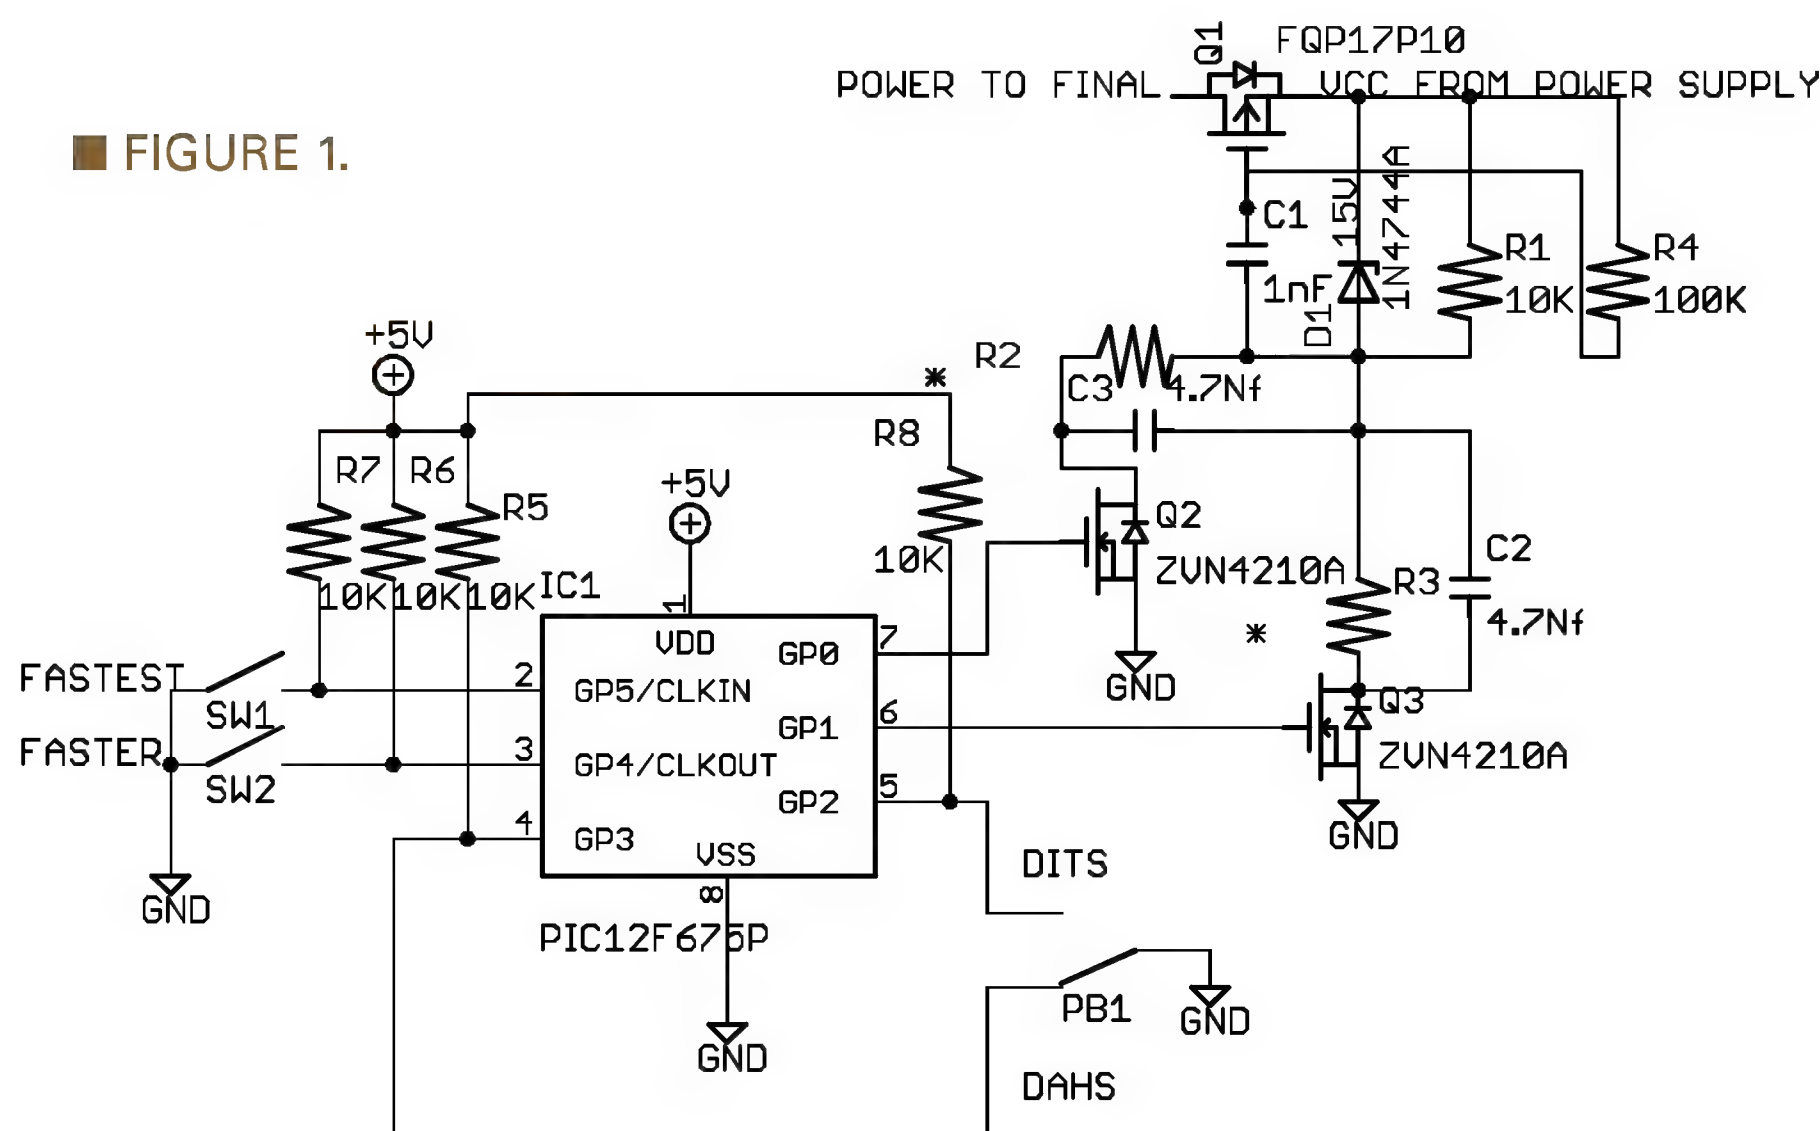 Q1
FQP17P10
POWER TO FINAL
VCC FROM POWER SUPPLY
FIGURE 1.
C1
1nF
15V
1N4744A
D1
R1
10K
R4
100K
+5V
*
R2
C3
4.7Nf
R8
R7
R6
R5
+5V
10K
Q2
ZVN4210A
C2
R3
4.7Nf
10K
10K
10K
IC1
1
VDD
GP0
7
*
GND
FASTEST
SW1
2
GP5/CLKIN
6
GP1
Q3
ZVN4210A
FASTER
SW2
3
GP4/CLKOUT
5
GP2
GND
4
GP3
VSS
8
DITS
GND
PIC12F675P
PB1
GND
GND
DAHS